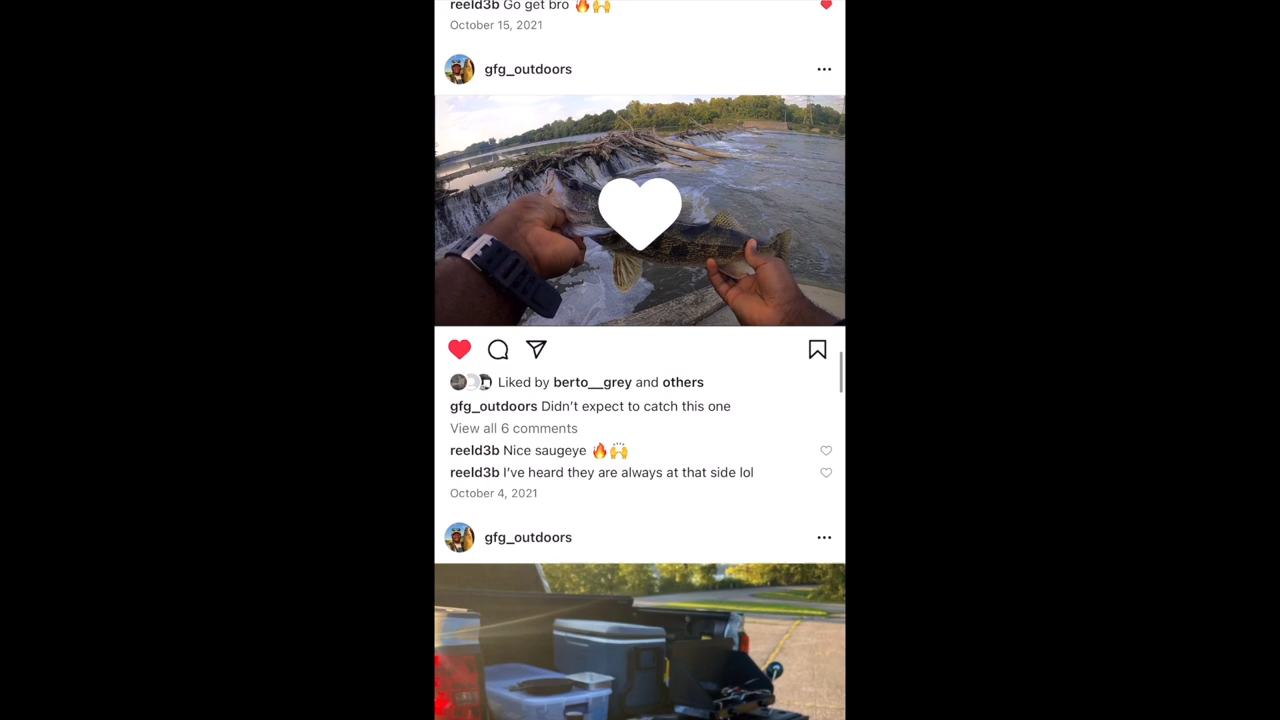 reeld3b Go get bro 🔥🙌
October 15, 2021
gfg_outdoors
Liked by berto__grey and others
gfg_outdoors Didn’t expect to catch this one
View all 6 comments
reeld3b Nice saugeye 🔥🙌
reeld3b I’ve heard they are always at that side lol
October 4, 2021
gfg_outdoors